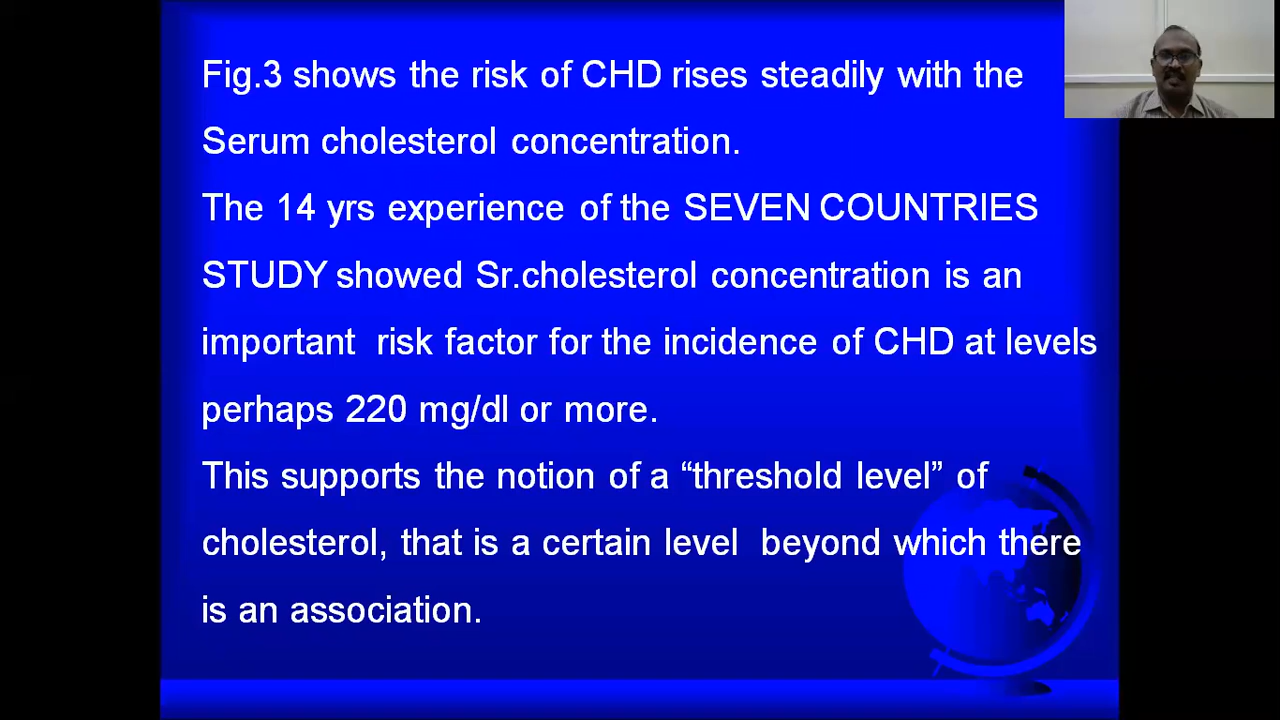 Fig.3 shows the risk of CHD rises steadily with the
Serum cholesterol concentration.
The 14 yrs experience of the SEVEN COUNTRIES
STUDY showed Sr.cholesterol concentration is an
important risk factor for the incidence of CHD at levels
perhaps 220 mg/dl or more.
This supports the notion of a “threshold level” of
cholesterol, that is a certain level beyond which there
is an association.